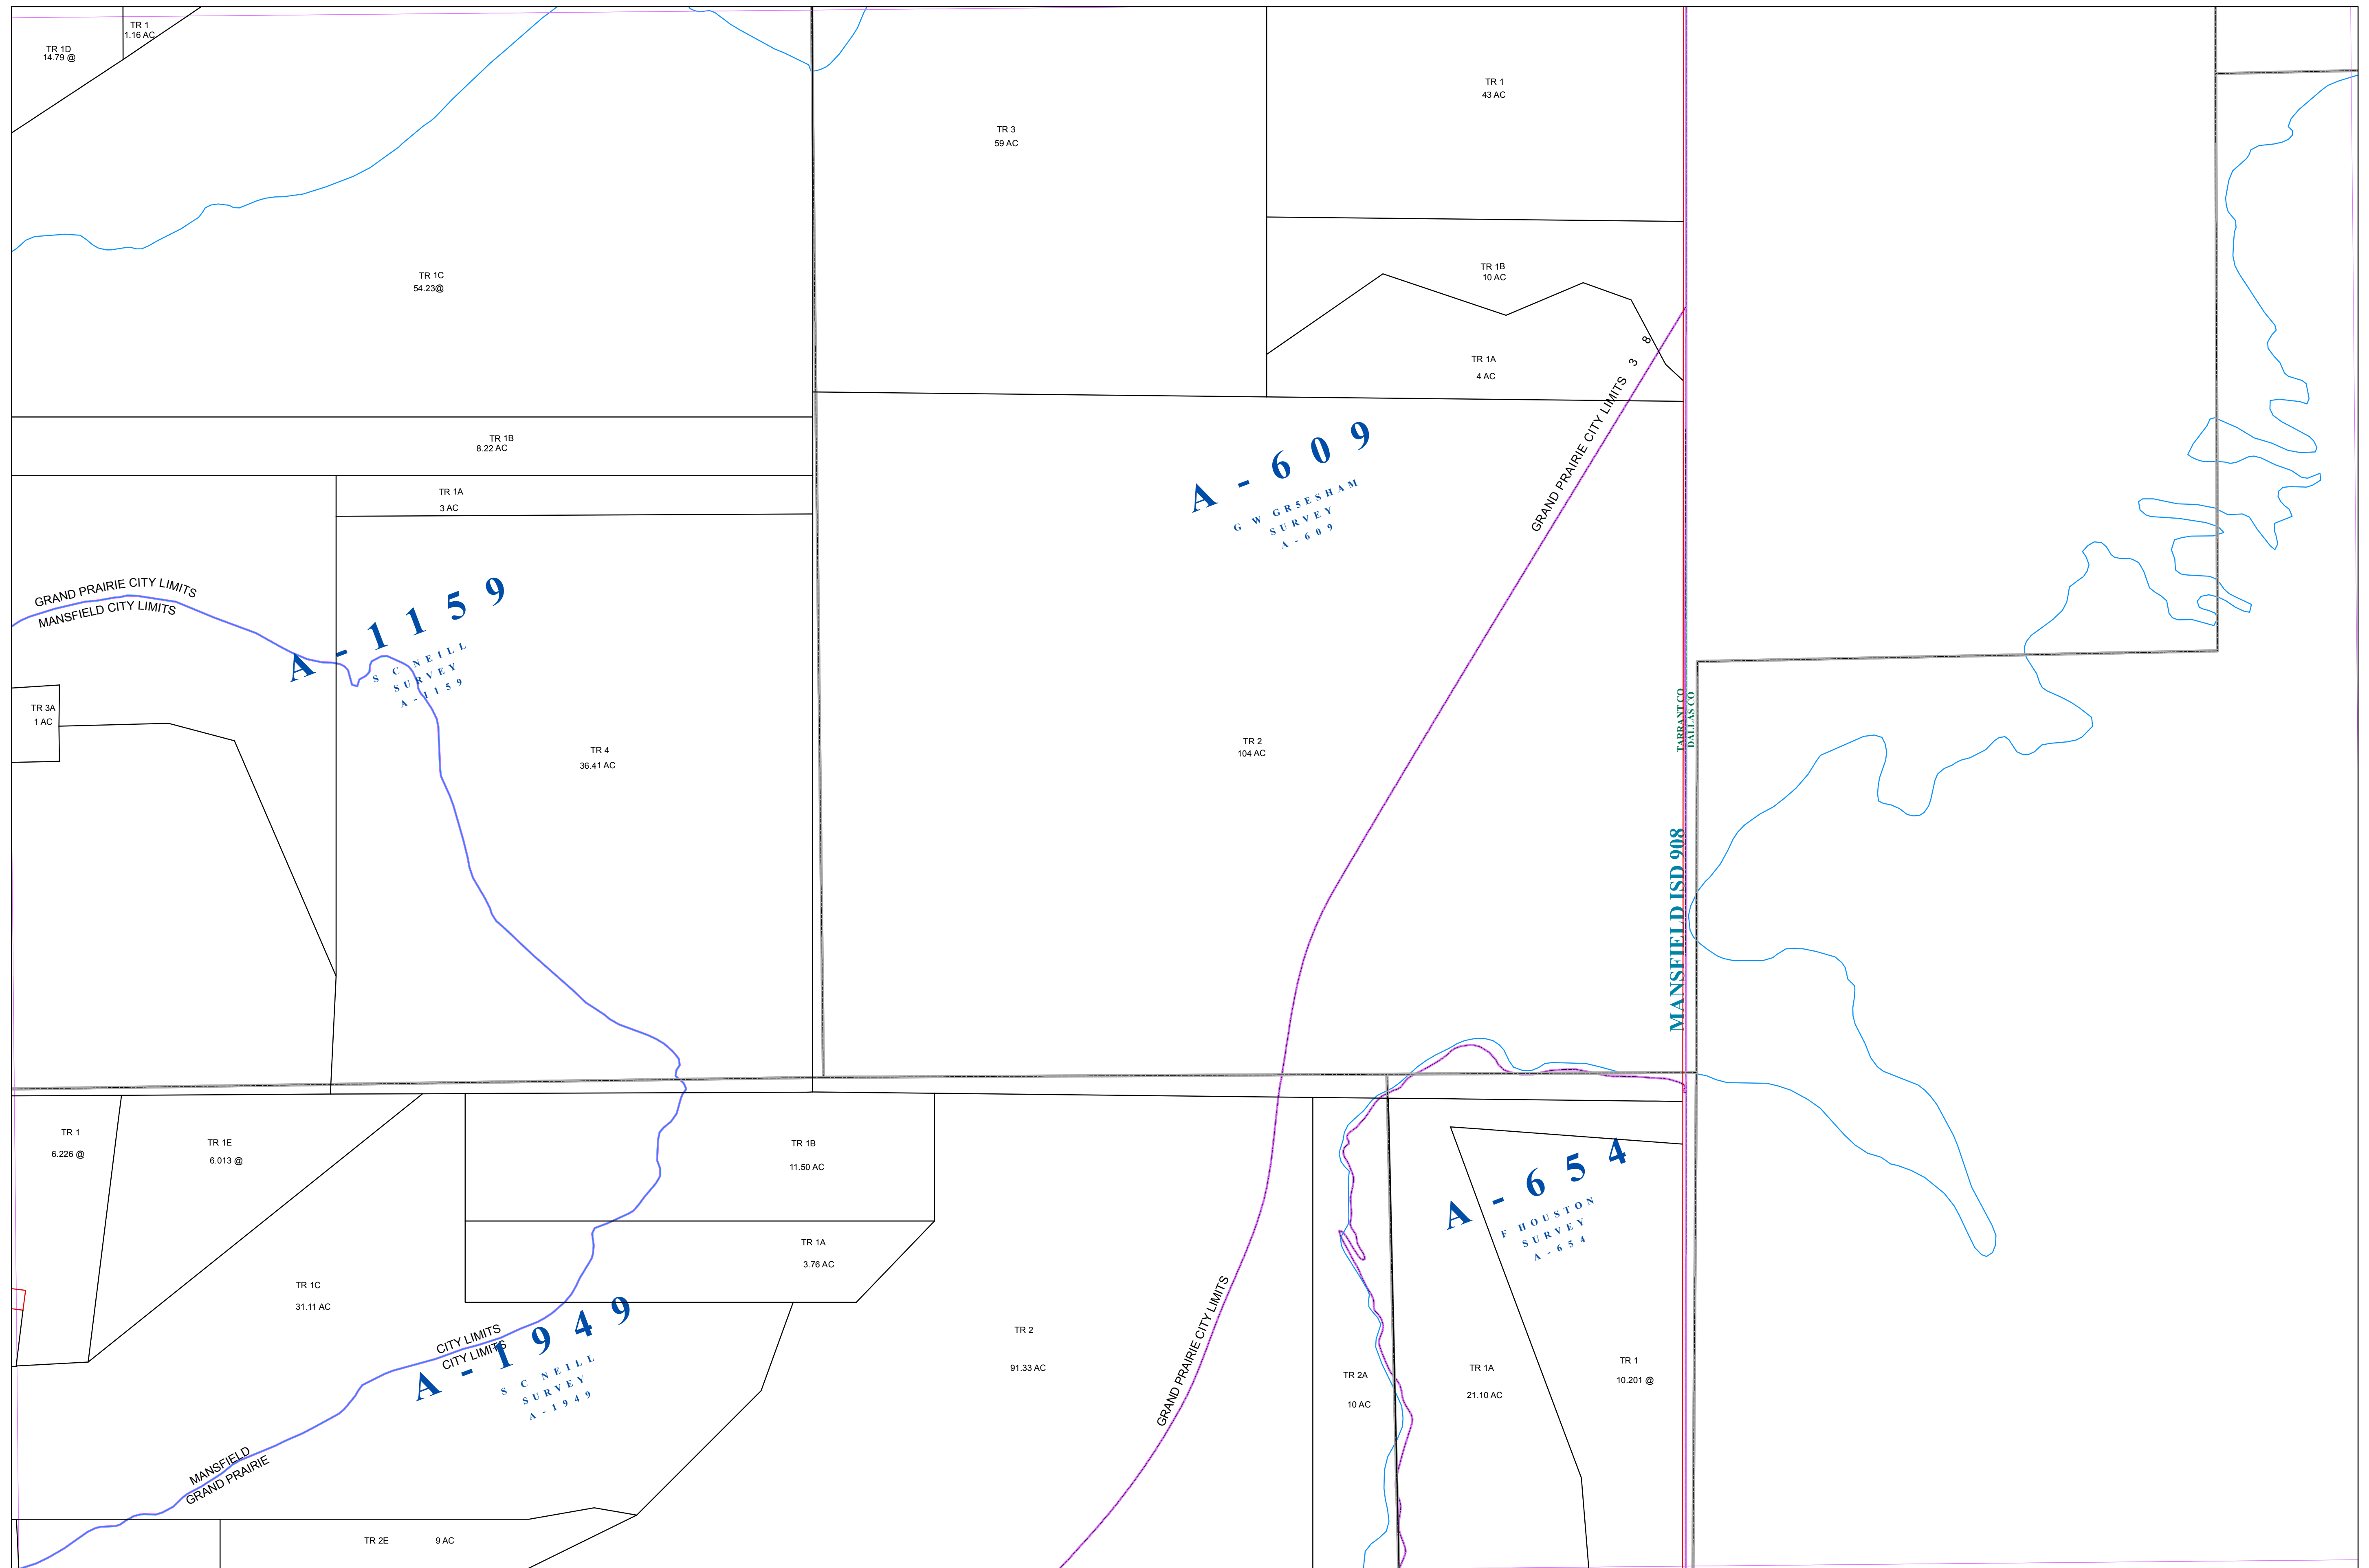 TR 1
1.16 AC
TR 1D
14.79 @
TR 1
43 AC
TR 3
59 AC
TR 1C
54.23@
TR 1B
10 AC
TR 1A
4 AC
3 8
GRAND PRAIRIE CITY LIMITS
TR 1B
8.22 AC
A - 6 0 9
G W GR5ESHAM
SURVEY
A - 6 0 9
TR 1A
3 AC
GRAND PRAIRIE CITY LIMITS
MANSFIELD CITY LIMITS
A - 1 1 5 9
S C NEILL
SURVEY
A - 1 1 5 9
TR 3A
1 AC
TR 4
36.41 AC
TR 2
104 AC
TARRANT CO
DALLAS CO
MANSFIELD ISD 908
TR 1
6.226 @
TR 1E
6.013 @
TR 1B
11.50 AC
TR 1A
3.76 AC
A - 6 5 4
F HOUSTON
SURVEY
A - 6 5 4
TR 1C
31.11 AC
CITY LIMITS
CITY LIMITS
A - 1 9 4 9
S C NEILL
SURVEY
A - 1 9 4 9
TR 2
91.33 AC
GRAND PRAIRIE CITY LIMITS
TR 2A
10 AC
TR 1A
21.10 AC
TR 1
10.201 @
MANSFIELD
GRAND PRAIRIE
TR 2E 9 AC